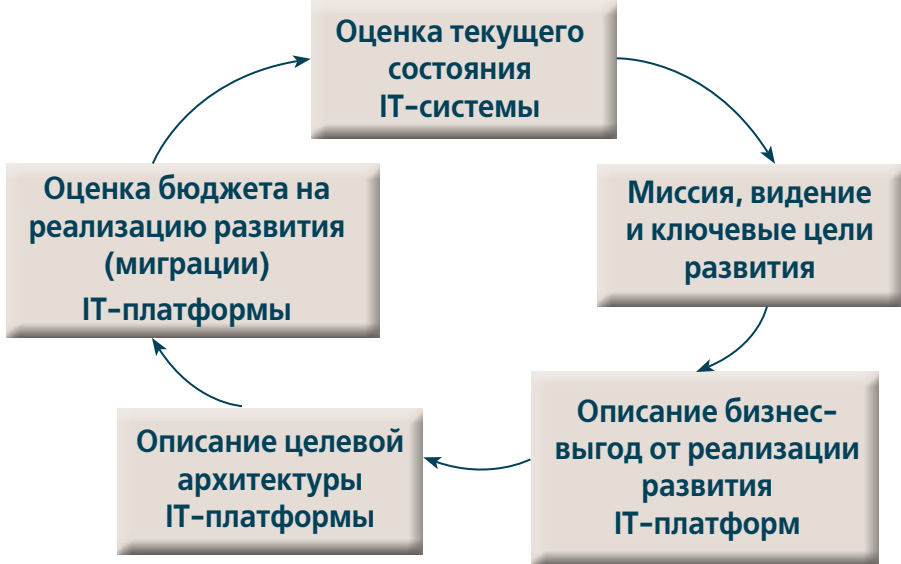 Оценка текущего
состояния
IT-системы
Миссия, видение
и ключевые цели
развития
Описание бизнес-
выгод от реализации
развития
IT-платформ
Описание целевой
архитектуры
IT-платформы
Оценка бюджета на
реализацию развития
(миграции)
IT-платформы